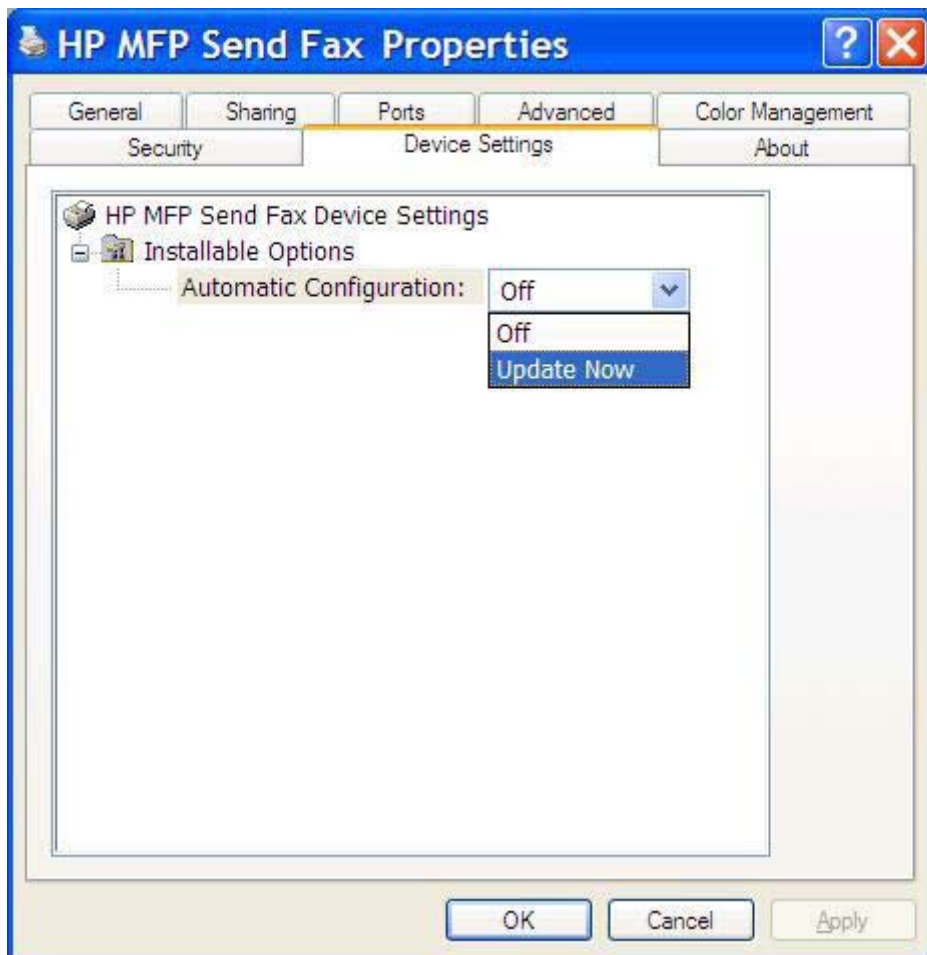 HP MFP Send Fax Properties
General Sharing Ports Advanced Color Management
Security Device Settings About
HP MFP Send Fax Device Settings
Installable Options
Automatic Configuration: Off
Off
Update Now
OK Cancel Apply